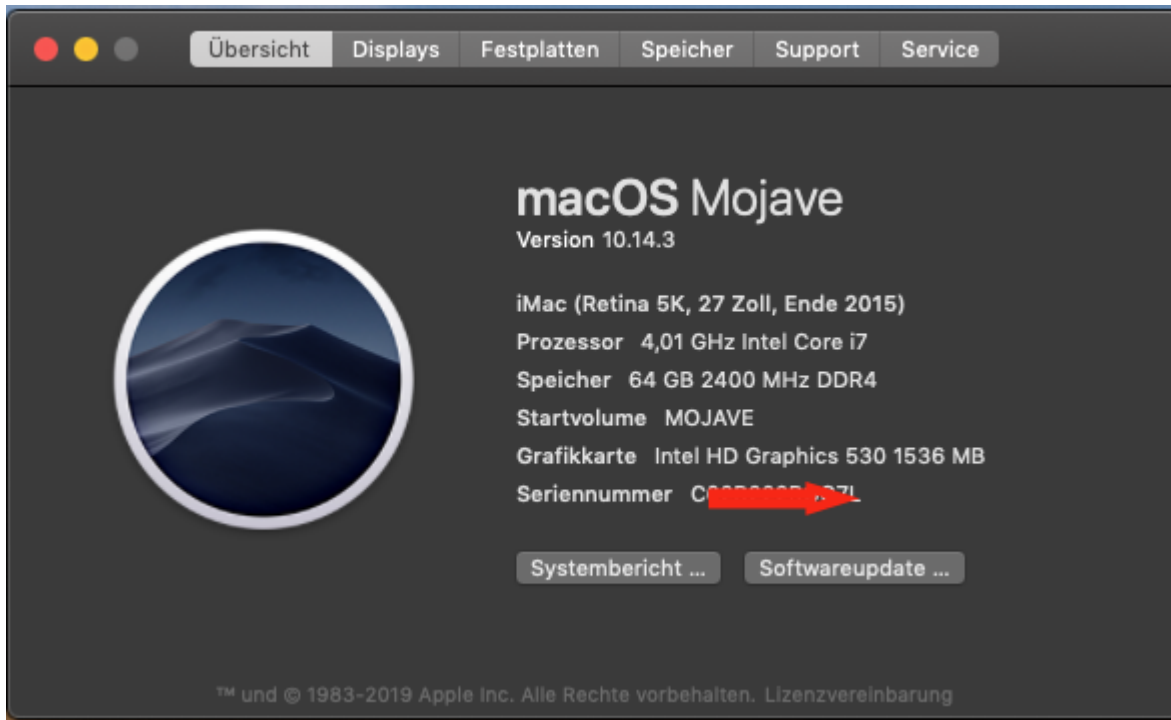 Übersicht Displays Festplatten Speicher Support Service
macOS Mojave
Version 10.14.3
iMac (Retina 5K, 27 Zoll, Ende 2015)
Prozessor 4,01 GHz Intel Core i7
Speicher 64 GB 2400 MHz DDR4
Startvolume MOJAVE
Grafikkarte Intel HD Graphics 530 1536 MB
Seriennummer
Systembericht ... Softwareupdate ...
™ und © 1983-2019 Apple Inc. Alle Rechte vorbehalten. Lizenzvereinbarung